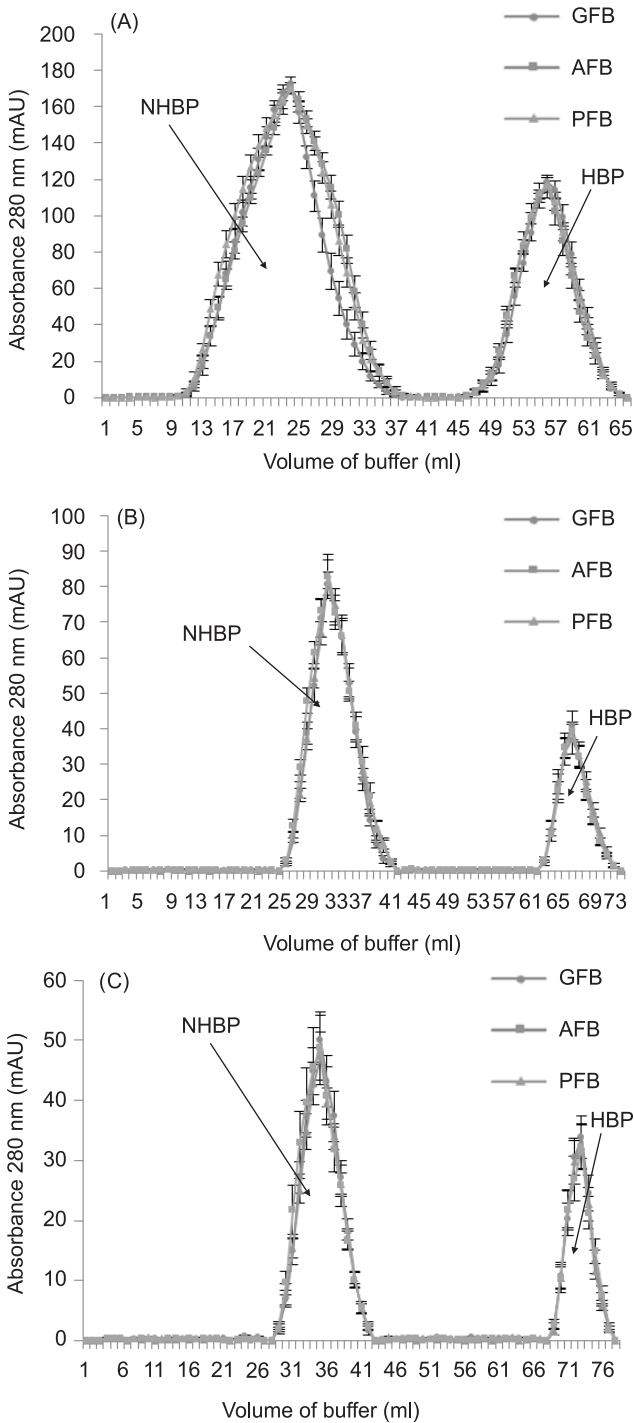 (A)
GFB
AFB
PFB
NHBP
HBP
Absorbance 280 nm (mAU)
200
180
160
140
120
100
80
60
40
20
0
1 5 9 13 17 21 25 29 33 37 41 45 49 53 57 61 65
Volume of buffer (ml)
(B)
GFB
AFB
PFB
NHBP
HBP
Absorbance 280 nm (mAU)
100
90
80
70
60
50
40
30
20
10
0
1 5 9 13 17 21 25 29 33 37 41 45 49 53 57 61 65 69 73
Volume of buffer (ml)
(C)
GFB
AFB
PFB
NHBP
HBP
Absorbance 280 nm (mAU)
60
50
40
30
20
10
0
1 6 11 16 21 26 31 36 41 46 51 56 61 66 71 76
Volume of buffer (ml)